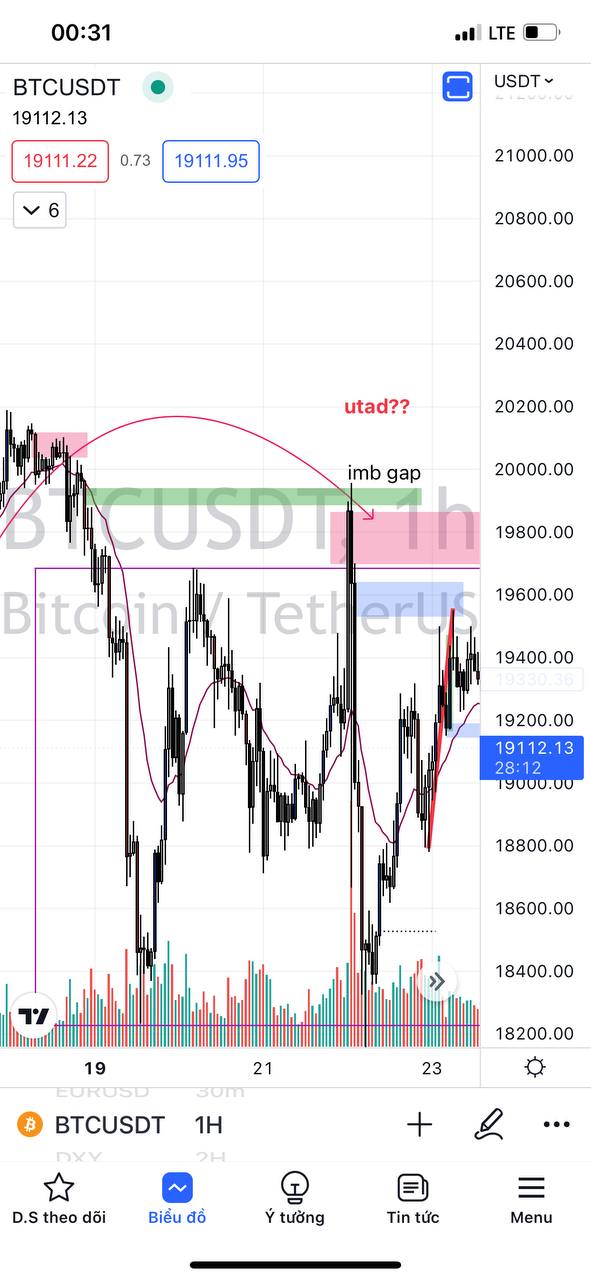 00:31
LTE
BTCUSDT
USDT
21200.00
19112.13
19111.22 0.73 19111.95
21000.00
6
20800.00
20600.00
20400.00
utad??
20200.00
imb gap
20000.00
BTCUSDT, 1h
19800.00
Bitcoin / TetherUS
19600.00
19400.00
19330.36
19200.00
19112.13
28:12
19000.00
18800.00
18600.00
18400.00
18200.00
19 21 23
EURUSD 30m
BTCUSDT 1H
DXY 2H
D.S theo dõi Biểu đồ Ý tưởng Tin tức Menu